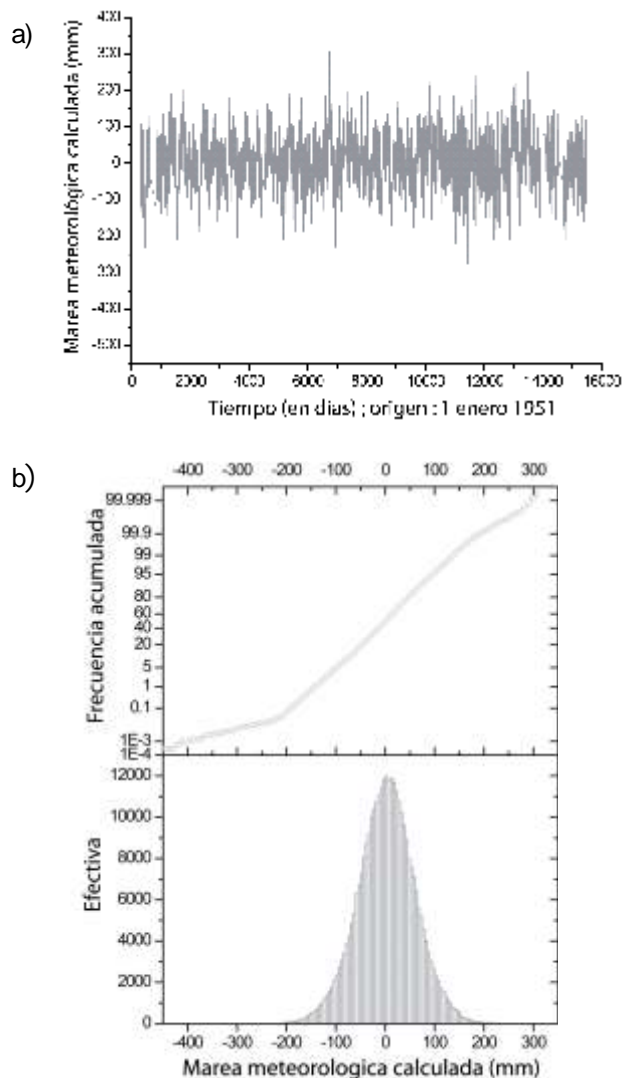 a)
Marea meteorológica calculada (mm)
400
300
200
100
0
-100
200
300
-400
-500
0 2000 4000 6000 8000 10000 12000 14000 16000
Tiempo (en dias) ; origen : 1 enero 1951
b)
-400 -300 -200 -100 0 100 200 300
Frecuencia acumulada
99.999
99.9
99
95
80
60
40
20
5
1
0.1
1E-3
1E-4
Efectiva
12000
10000
8000
6000
4000
2000
0
-400 -300 -200 -100 0 100 200 300
Marea meteorologica calculada (mm)